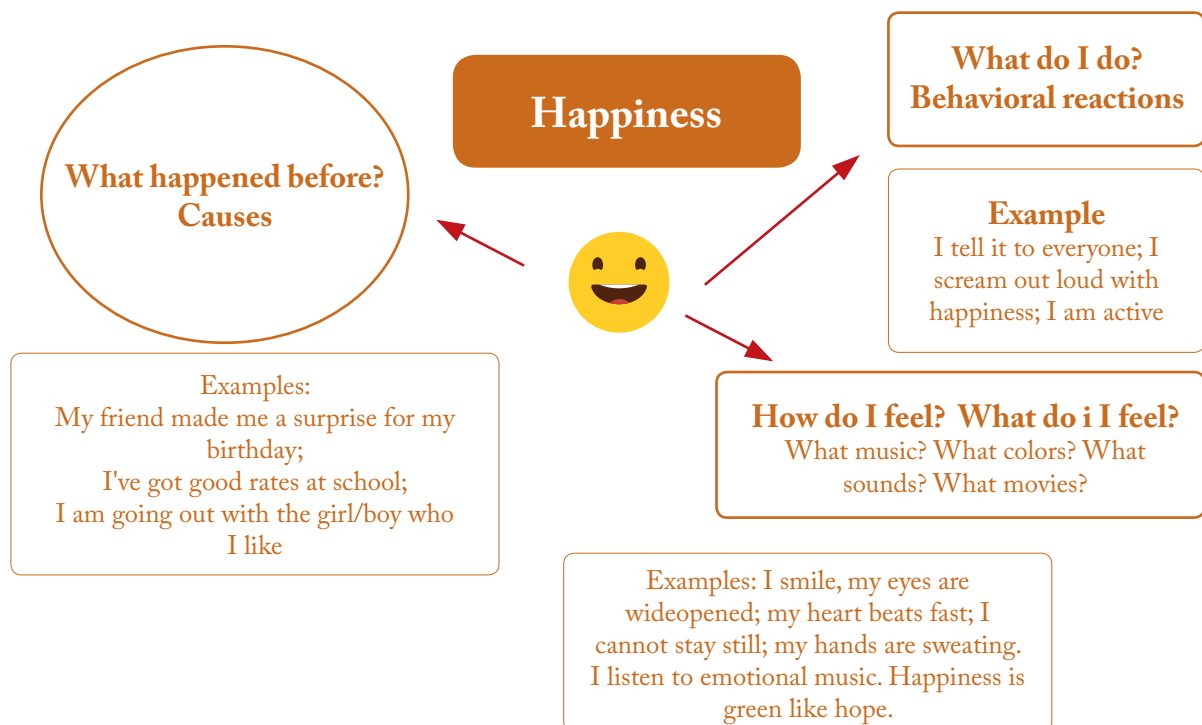 Happiness
What happened before?
Causes
Examples:
My friend made me a surprise for my
birthday;
I've got good rates at school;
I am going out with the girl/boy who
I like
What do I do?
Behavioral reactions
Example
I tell it to everyone; I
scream out loud with
happiness; I am active
How do I feel? What do i I feel?
What music? What colors? What
sounds? What movies?
Examples: I smile, my eyes are
wideopened; my heart beats fast; I
cannot stay still; my hands are sweating.
I listen to emotional music. Happiness is
green like hope.